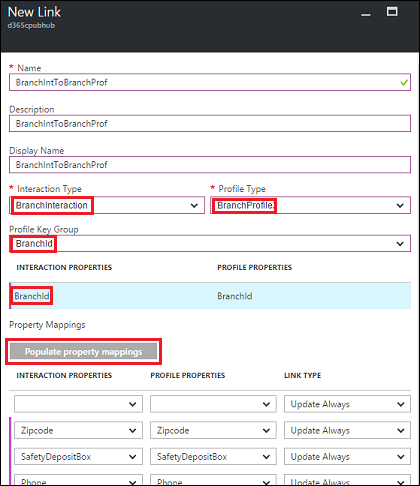 New Link
d365cpubhub
* Name
BranchIntToBranchProf
Description
BranchIntToBranchProf
Display Name
BranchIntToBranchProf
* Interaction Type * Profile Type
BranchInteraction BranchProfile
Profile Key Group
BranchId
INTERACTION PROPERTIES PROFILE PROPERTIES
BranchId BranchId
Property Mappings
Populate property mappings
INTERACTION PROPERTIES PROFILE PROPERTIES LINK TYPE
Update Always
Zipcode Zipcode Update Always
SafetyDepositBox SafetyDepositBox Update Always
Phone Phone Update Always